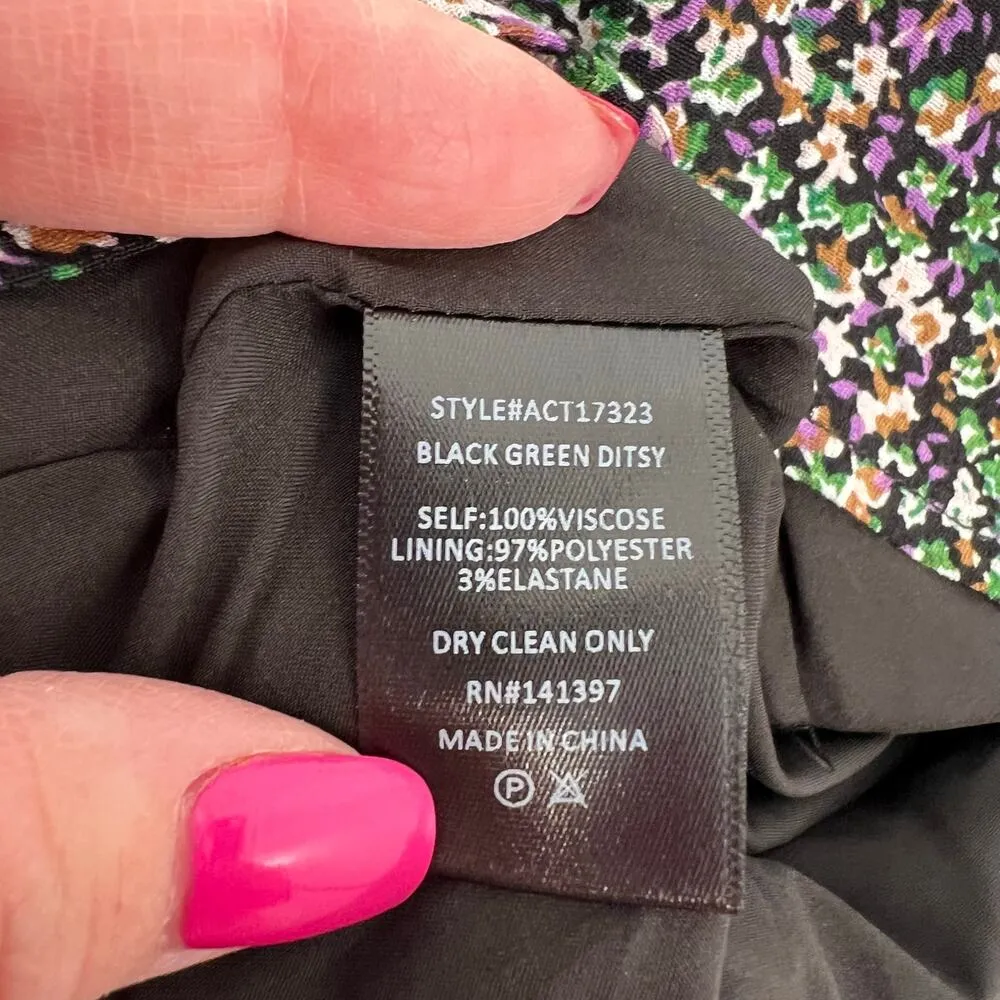 STYLE#ACT17323
BLACK GREEN DITSY
SELF:100%VISCOSE
LINING:97%POLYESTER
3%ELASTANE
DRY CLEAN ONLY
RN#141397
MADE IN CHINA
P